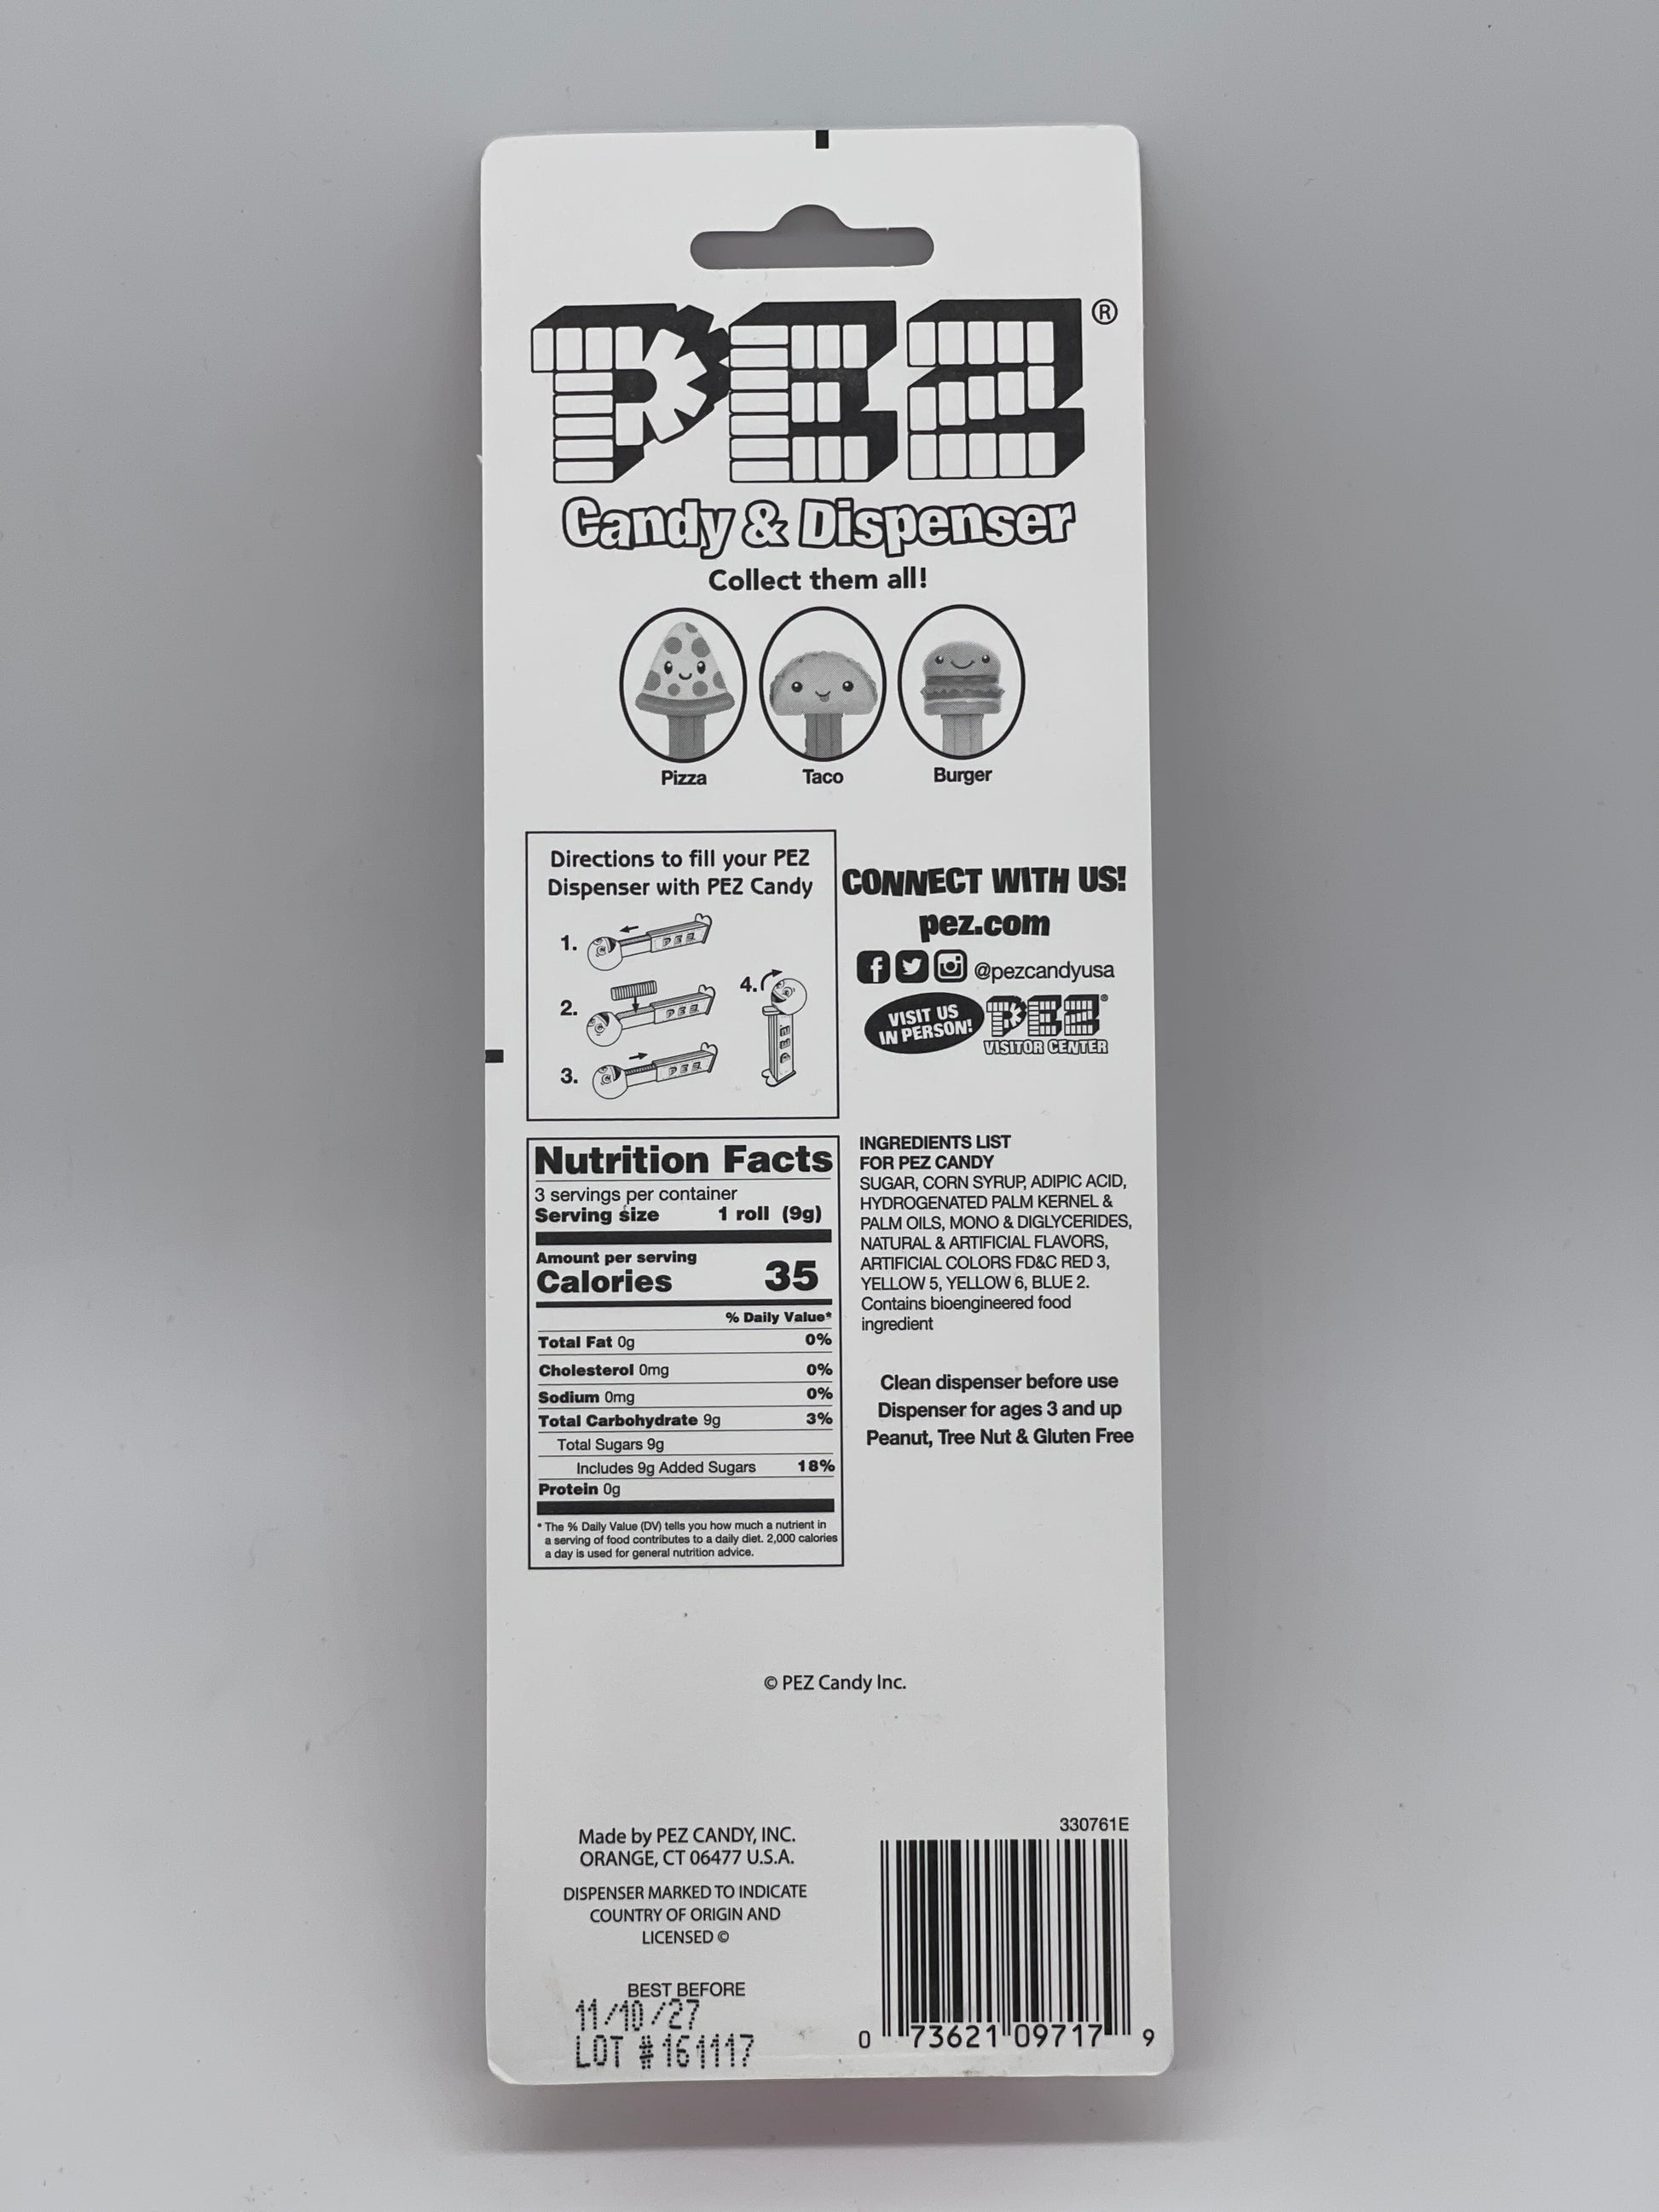 PEZ®
Candy & Dispenser
Collect them all!
Pizza Taco Burger
Directions to fill your PEZ
Dispenser with PEZ Candy
1. PEZ
2. PEZ
3. PEZ
4. PEZ
CONNECT WITH US!
pez.com
@pezcandyusa
VISIT US
IN PERSON!
PEZ®
VISITOR CENTER
Nutrition Facts
3 servings per container
Serving size 1 roll (9g)
Amount per serving
Calories 35
% Daily Value*
Total Fat 0g 0%
Cholesterol 0mg 0%
Sodium 0mg 0%
Total Carbohydrate 9g 3%
Total Sugars 9g
Includes 9g Added Sugars 18%
Protein 0g
* The % Daily Value (DV) tells you how much a nutrient in
a serving of food contributes to a daily diet. 2,000 calories
a day is used for general nutrition advice.
INGREDIENTS LIST
FOR PEZ CANDY
SUGAR, CORN SYRUP, ADIPIC ACID,
HYDROGENATED PALM KERNEL &
PALM OILS, MONO & DIGLYCERIDES,
NATURAL & ARTIFICIAL FLAVORS,
ARTIFICIAL COLORS FD&C RED 3,
YELLOW 5, YELLOW 6, BLUE 2.
Contains bioengineered food
ingredient
Clean dispenser before use
Dispenser for ages 3 and up
Peanut, Tree Nut & Gluten Free
© PEZ Candy Inc.
Made by PEZ CANDY, INC.
ORANGE, CT 06477 U.S.A.
DISPENSER MARKED TO INDICATE
COUNTRY OF ORIGIN AND
LICENSED ©
BEST BEFORE
11/10/27
LOT #161117
330761E
0 73621 09717 9